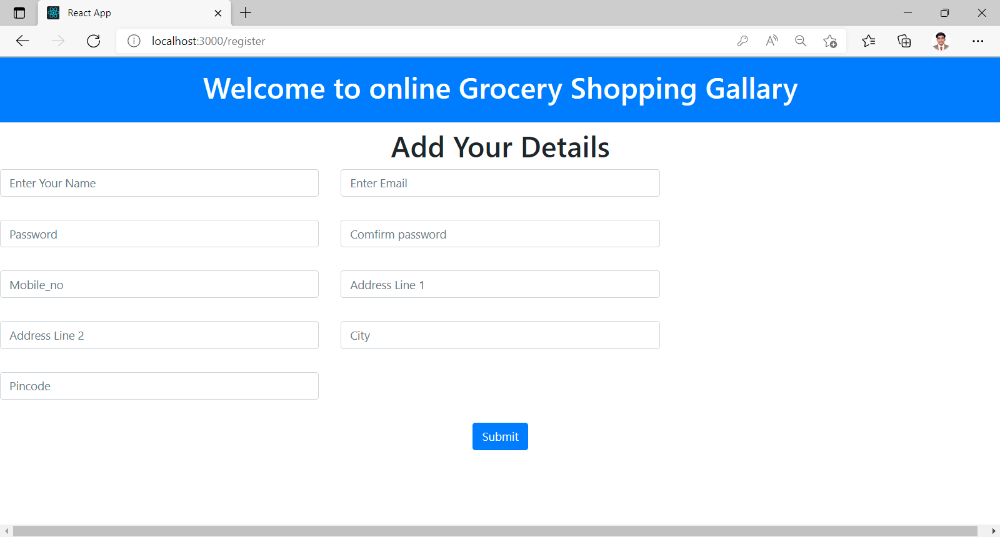 React App
localhost:3000/register
Welcome to online Grocery Shopping Gallary
Add Your Details
Enter Your Name
Enter Email
Password
Comfirm password
Mobile_no
Address Line 1
Address Line 2
City
Pincode
Submit